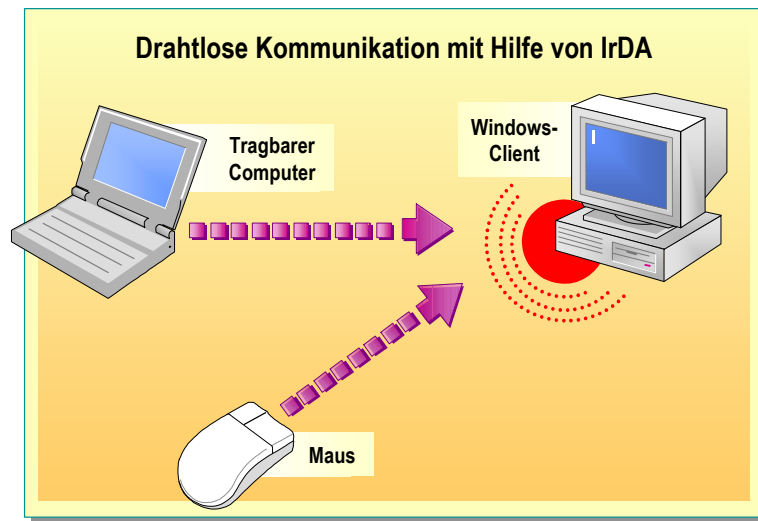 Drahtlose Kommunikation mit Hilfe von IrDA
Tragbarer
Computer
Windows-
Client
Maus